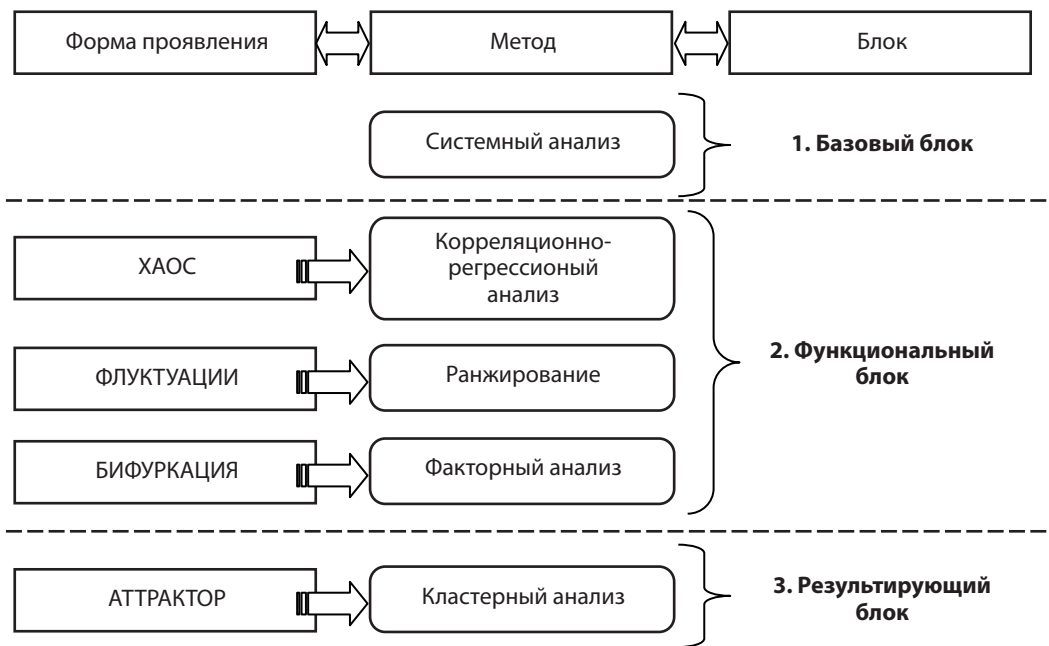 Форма проявления
Метод
Блок
Системный анализ
1. Базовый блок
ХАОС
Корреляционно-
регрессионый
анализ
ФЛУКТУАЦИИ
Ранжирование
2. Функциональный
блок
БИФУРКАЦИЯ
Факторный анализ
АТТРАКТОР
Кластерный анализ
3. Результирующий
блок